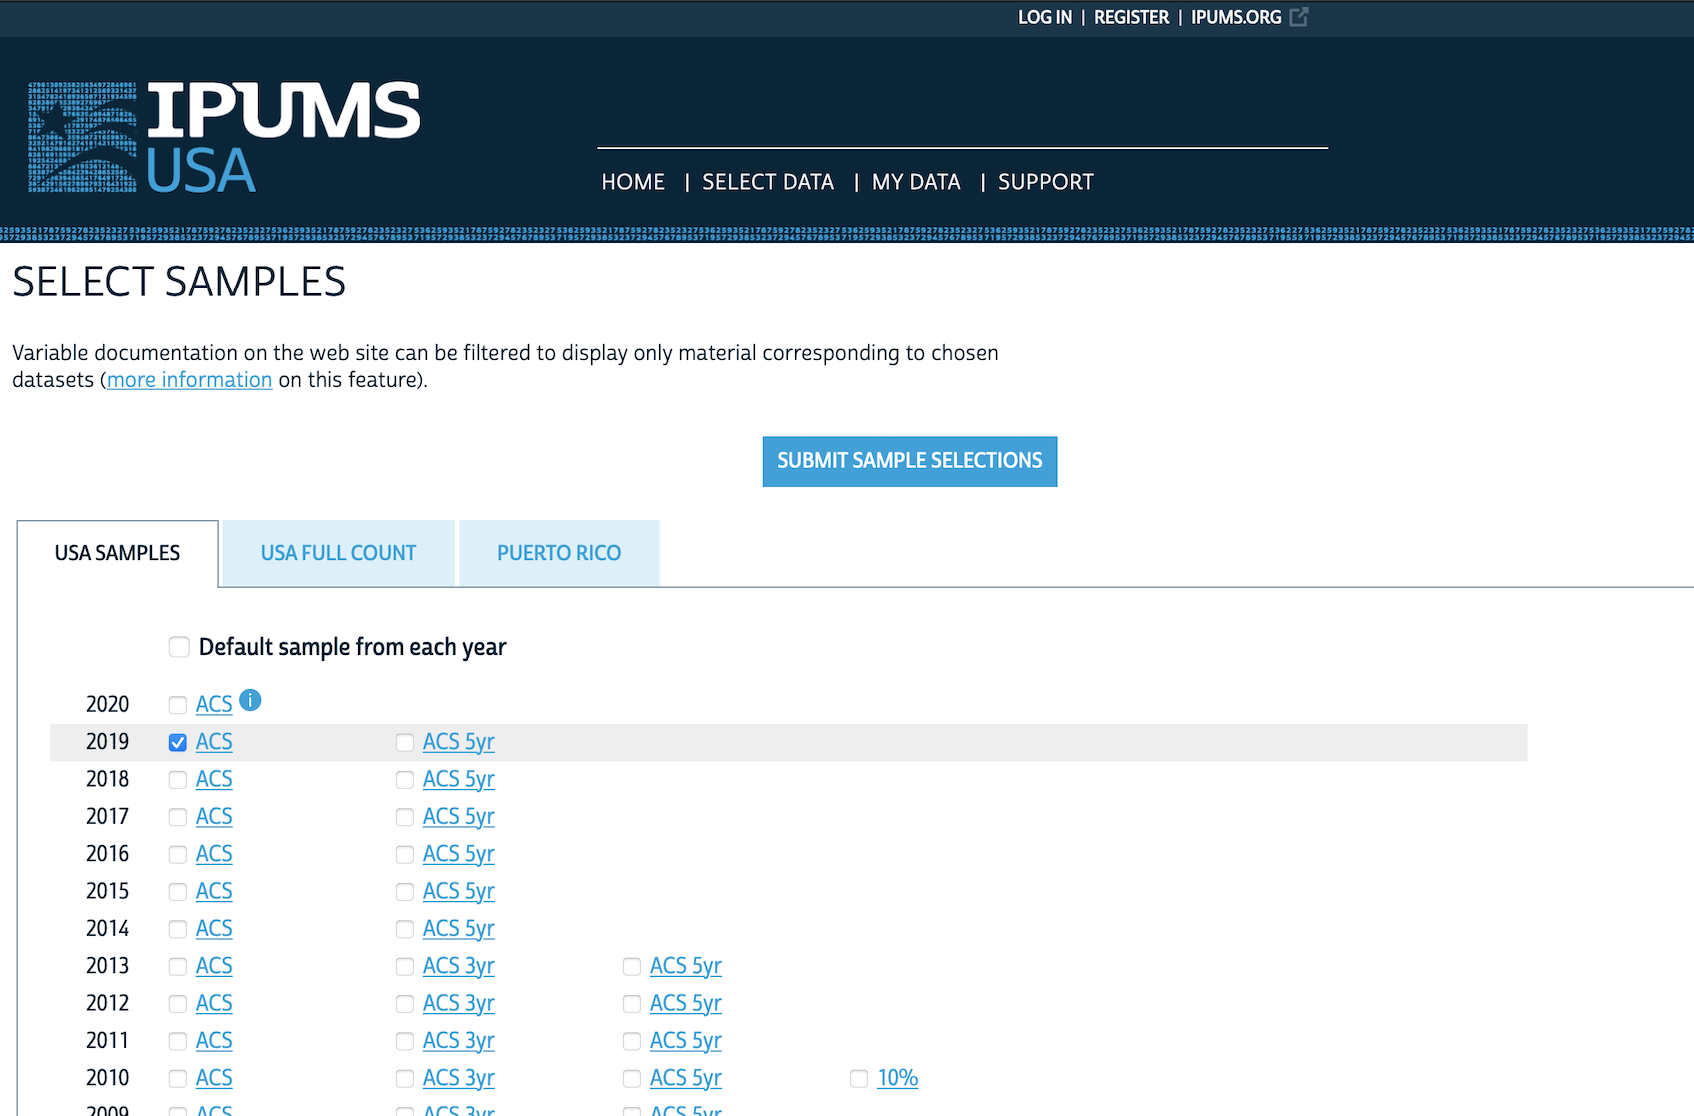 LOG IN | REGISTER | IPUMS.ORG
IPUMS
USA
HOME | SELECT DATA | MY DATA | SUPPORT
SELECT SAMPLES
Variable documentation on the web site can be filtered to display only material corresponding to chosen
datasets (more information on this feature).
SUBMIT SAMPLE SELECTIONS
USA SAMPLES USA FULL COUNT PUERTO RICO
Default sample from each year
2020 ACS i
2019 ACS ACS 5yr
2018 ACS ACS 5yr
2017 ACS ACS 5yr
2016 ACS ACS 5yr
2015 ACS ACS 5yr
2014 ACS ACS 5yr
2013 ACS ACS 3yr ACS 5yr
2012 ACS ACS 3yr ACS 5yr
2011 ACS ACS 3yr ACS 5yr
2010 ACS ACS 3yr ACS 5yr 10%
2009 ACS ACS 3yr ACS 5yr